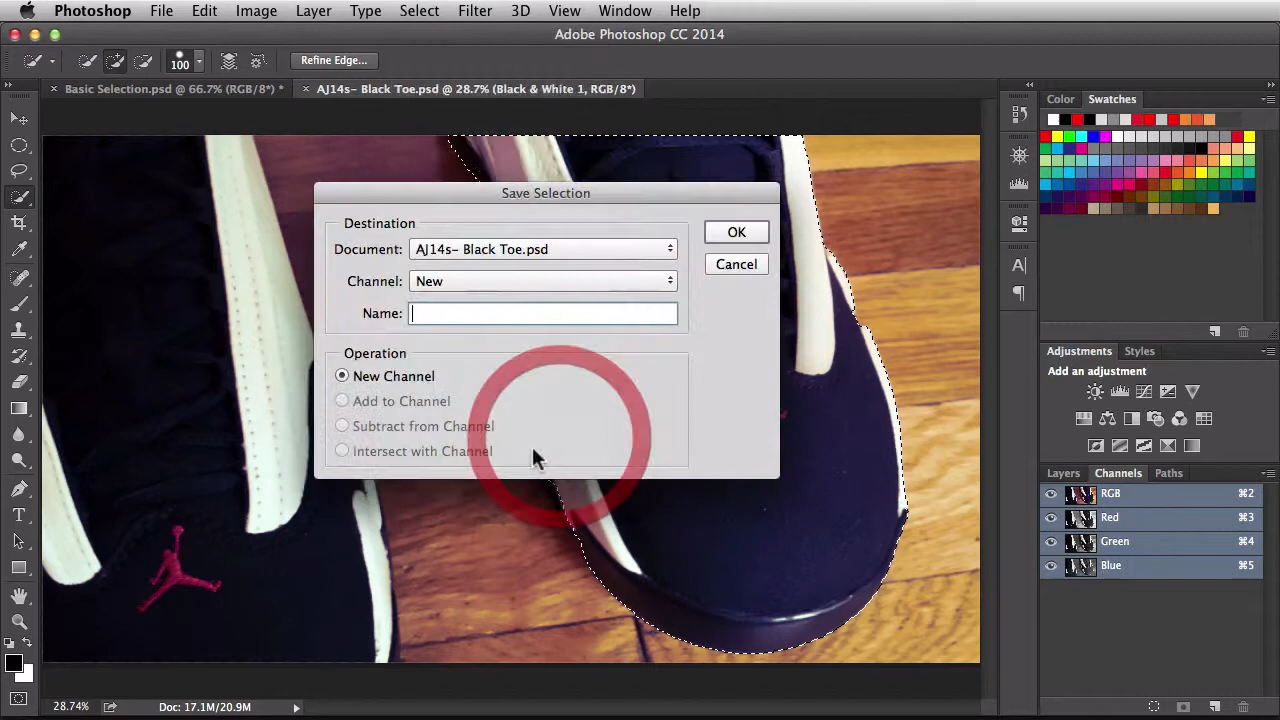 Photoshop File Edit Image Layer Type Select Filter 3D View Window Help
Adobe Photoshop CC 2014
100 Refine Edge...
× Basic Selection.psd @ 66.7% (RGB/8) * × AJ14s- Black Toe.psd @ 28.7% (Black & White 1, RGB/8*)
Color Swatches
Save Selection
Destination
Document: AJ14s- Black Toe.psd
OK
Channel: New
Cancel
Name:
Operation
New Channel
Add to Channel
Subtract from Channel
Intersect with Channel
Adjustments Styles
Add an adjustment
Layers Channels Paths
RGB ⌘2
Red ⌘3
Green ⌘4
Blue ⌘5
28.74% Doc: 17.1M/20.9M